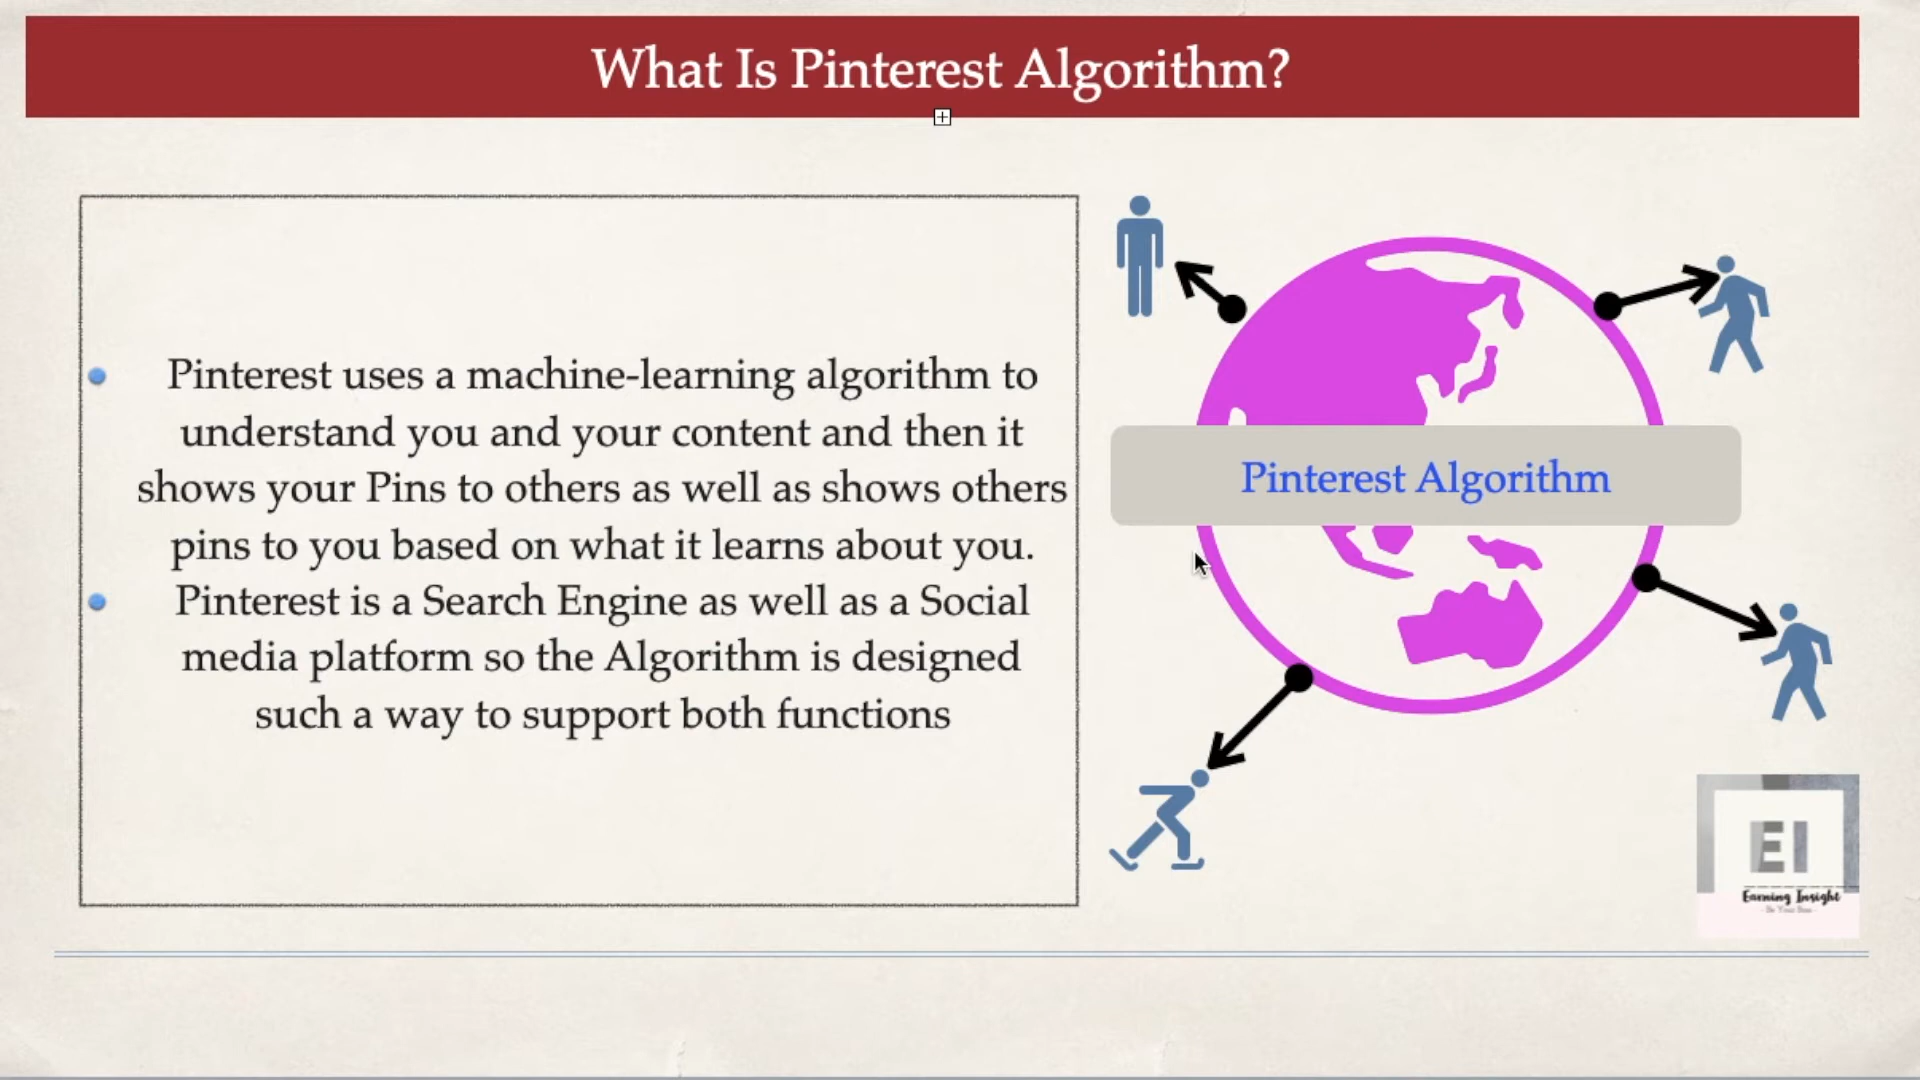 What Is Pinterest Algorithm?
Pinterest uses a machine-learning algorithm to
understand you and your content and then it
shows your Pins to others as well as shows others
pins to you based on what it learns about you.
Pinterest is a Search Engine as well as a Social
media platform so the Algorithm is designed
such a way to support both functions
Pinterest Algorithm
EI
Earning Insight